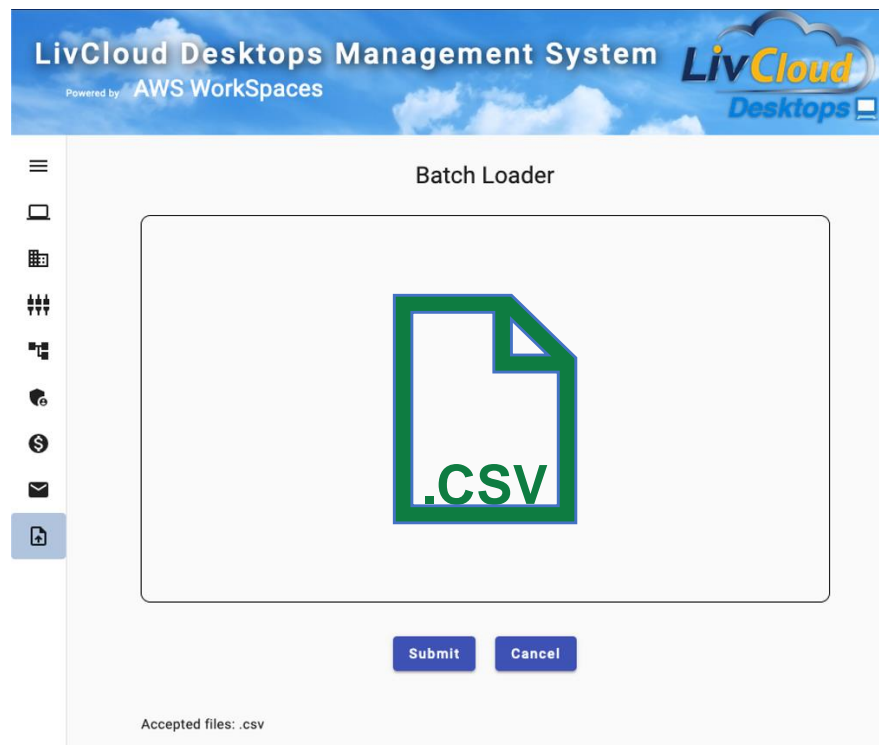 LivCloud Desktops Management System
Powered by AWS WorkSpaces
LivCloud
Desktops
Batch Loader
.CSV
Submit
Cancel
Accepted files: .csv